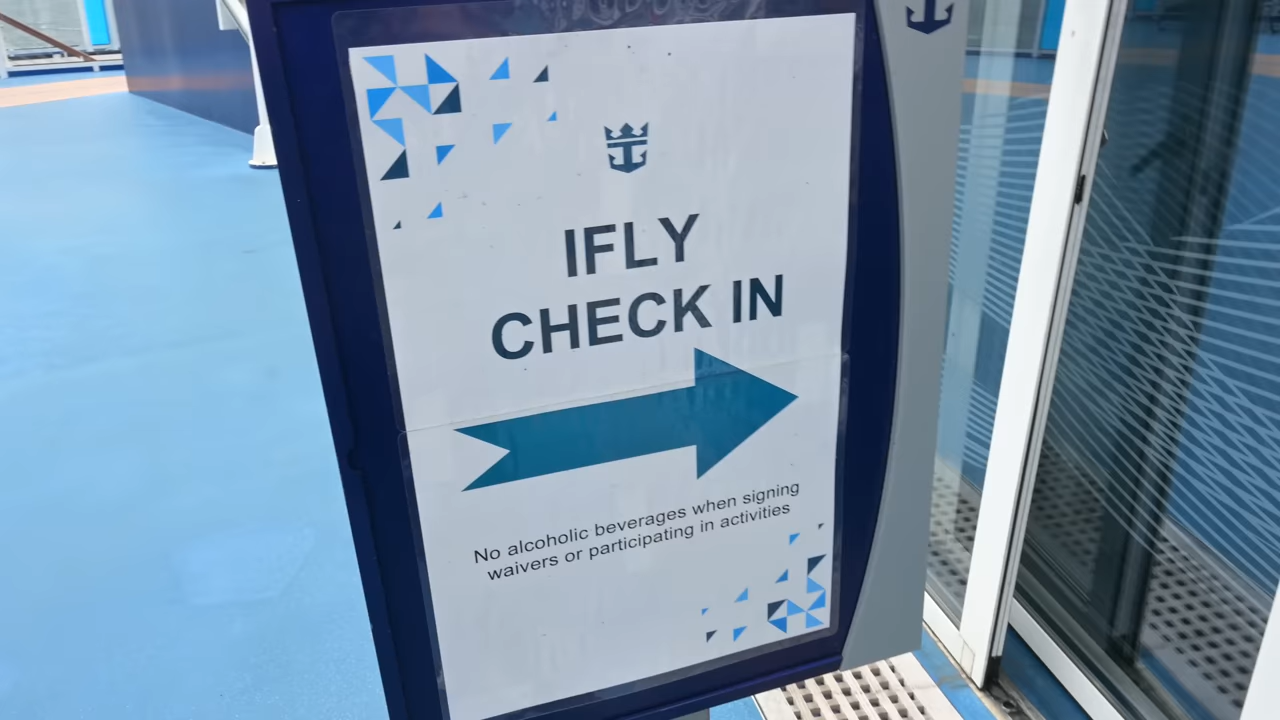 IFLY
CHECK IN
No alcoholic beverages when signing
waivers or participating in activities